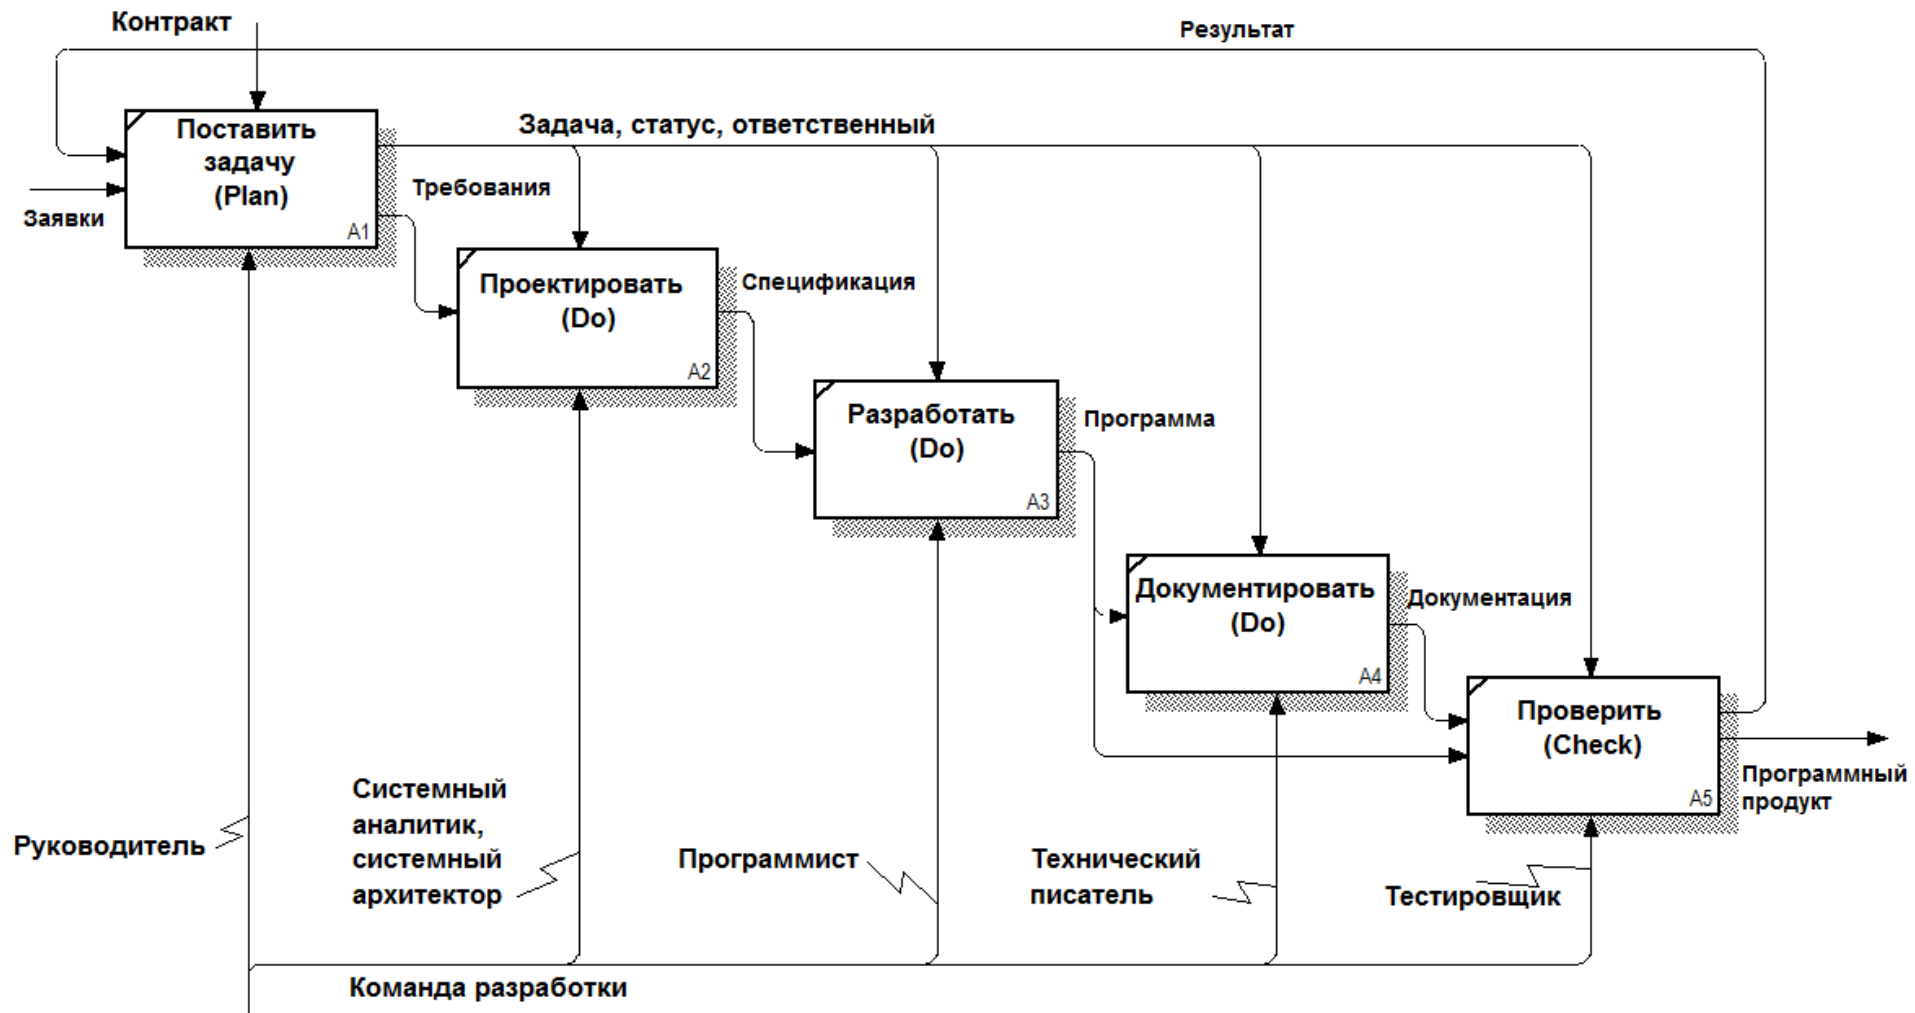 Контракт
Результат
Поставить
задачу
(Plan)
A1
Заявки
Задача, статус, ответственный
Требования
Проектировать
(Do)
A2
Спецификация
Разработать
(Do)
A3
Программа
Документировать
(Do)
A4
Документация
Проверить
(Check)
A5
Программный
продукт
Руководитель
Системный
аналитик,
системный
архитектор
Программист
Технический
писатель
Тестировщик
Команда разработки